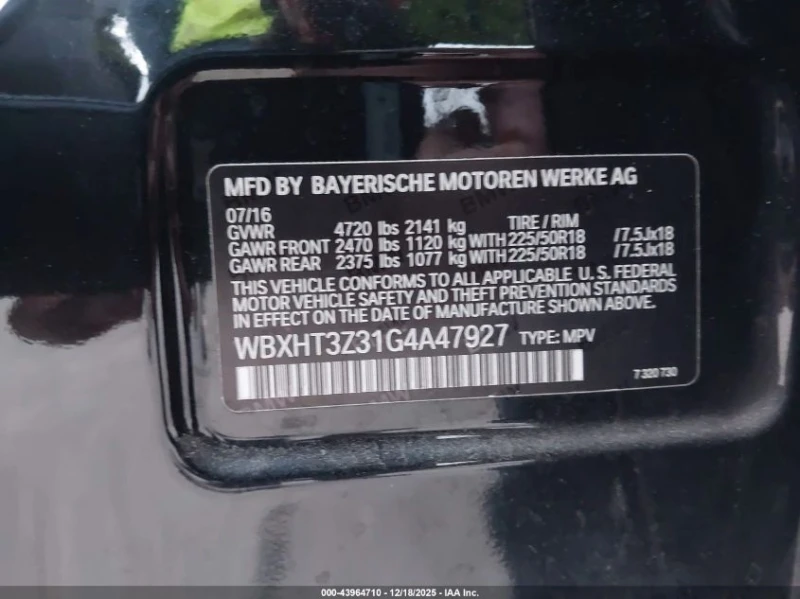 MFD BY BAYERISCHE MOTOREN WERKE AG
07/16
GVWR 4720 lbs 2141 kg TIRE / RIM
GAWR FRONT 2470 lbs 1120 kg WITH 225/50R18 /7.5Jx18
GAWR REAR 2375 lbs 1077 kg WITH 225/50R18 /7.5Jx18
THIS VEHICLE CONFORMS TO ALL APPLICABLE U. S. FEDERAL
MOTOR VEHICLE SAFETY AND THEFT PREVENTION STANDARDS
IN EFFECT ON THE DATE OF MANUFACTURE SHOWN ABOVE.
WBXHT3Z31G4A47927 TYPE: MPV
7 320 730
000-43964710 - 12/18/2025 - IAA Inc.